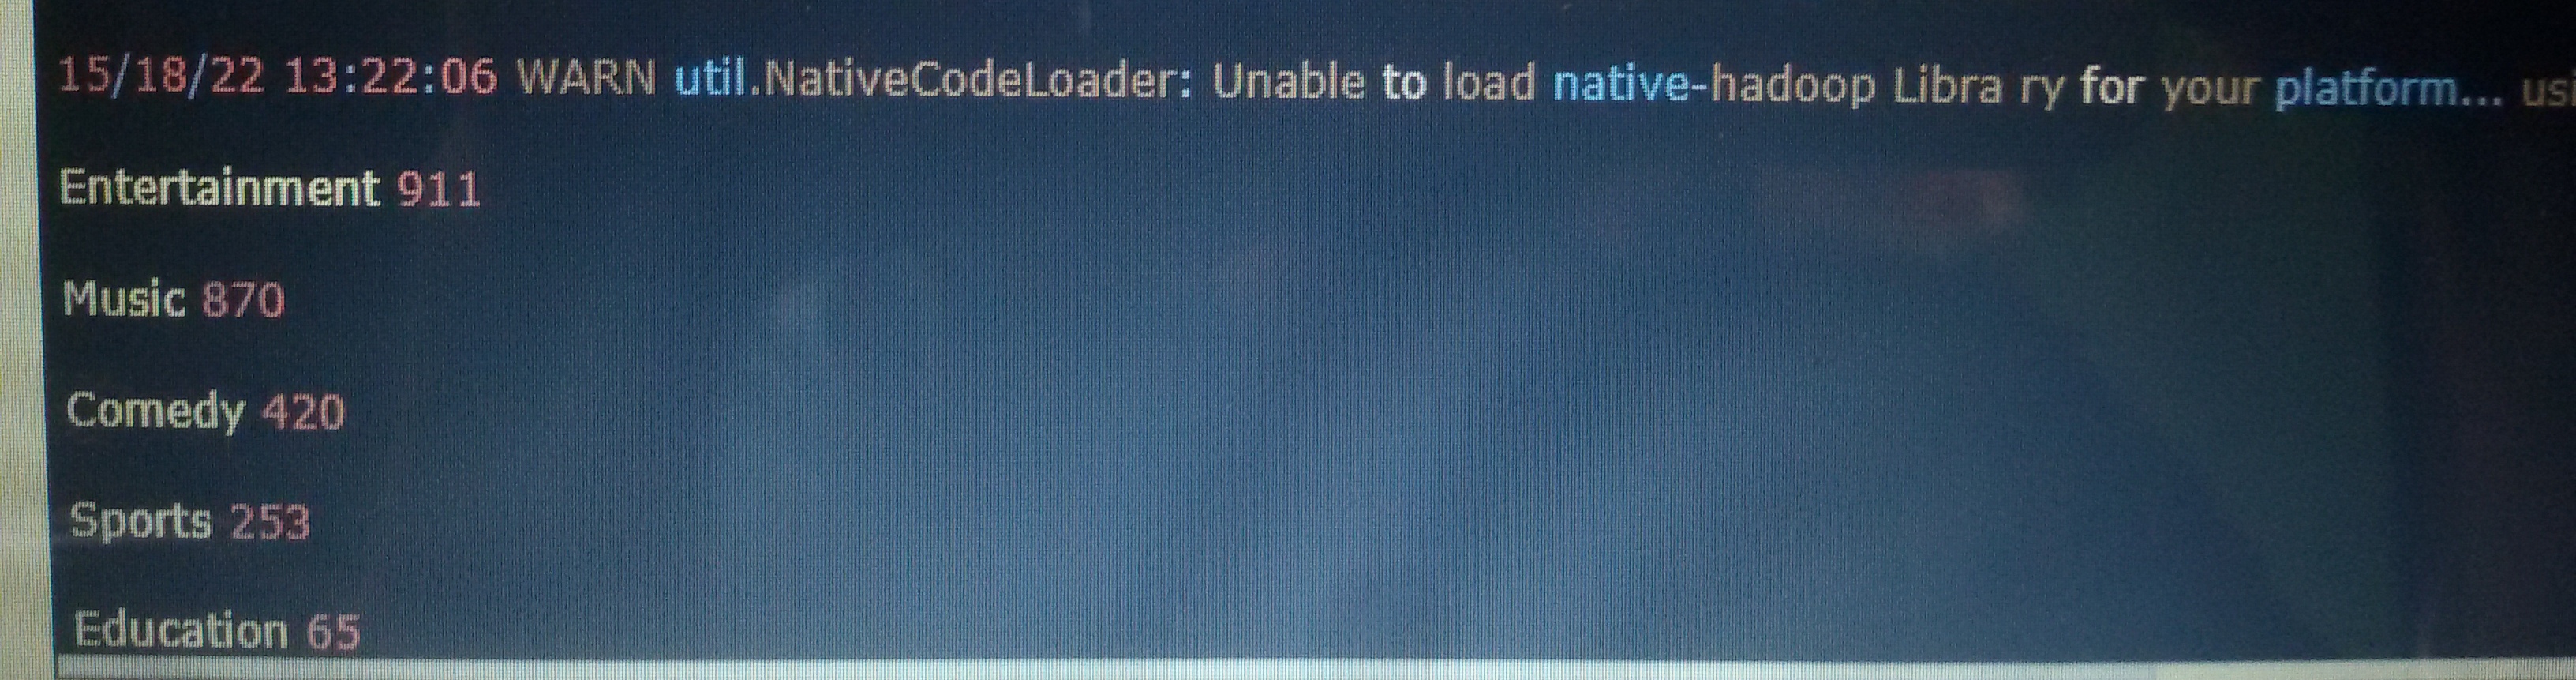 15/18/22 13:22:06 WARN util.NativeCodeLoader: Unable to load native-hadoop Libra ry for your platform... usi
Entertainment 911
Music 870
Comedy 420
Sports 253
Education 65